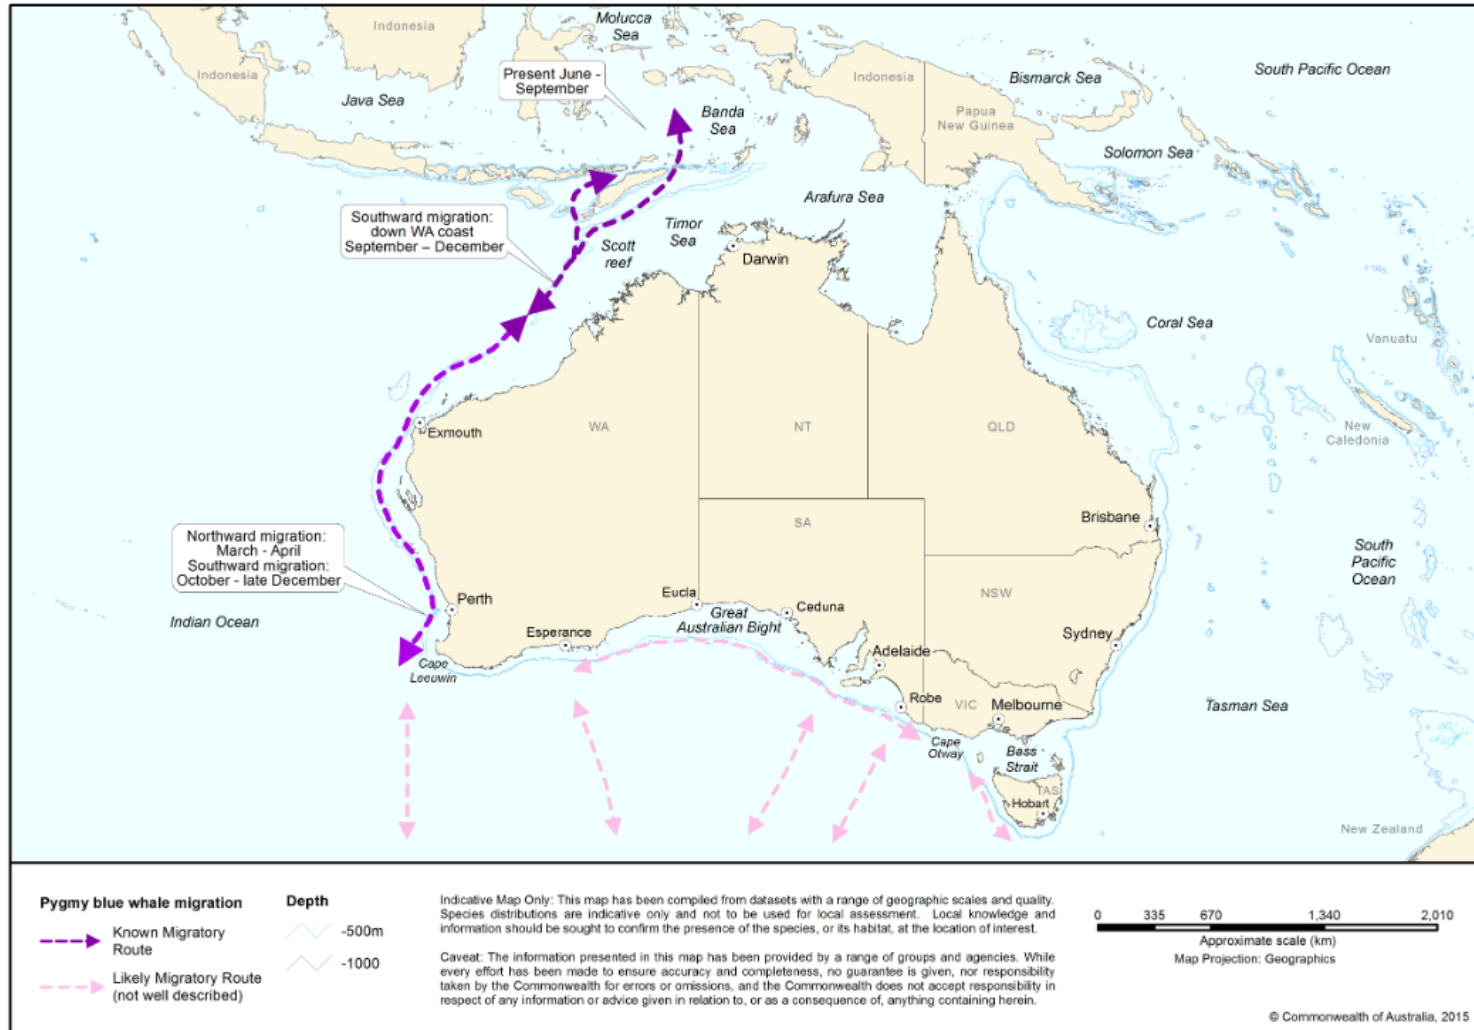 Molucca
Sea
Indonesia
Indonesia
Present June -
September
Indonesia
Bismarck Sea
South Pacific Ocean
Java Sea
Banda
Sea
Papua
New Guinea
Solomon Sea
Arafura Sea
Southward migration:
down WA coast
September – December
Timor
Sea
Scott
reef
Darwin
Coral Sea
Vanuatu
Exmouth
WA
NT
QLD
New
Caledonia
SA
Brisbane
Northward migration:
March - April
Southward migration:
October - late December
South
Pacific
Ocean
Indian Ocean
Perth
Eucla
Ceduna
NSW
Great
Australian Bight
Esperance
Sydney
Cape
Leeuwin
Adelaide
Robe
VIC
Melbourne
Tasman Sea
Cape
Otway
Bass
Strait
TAS
Hobart
New Zealand
Pygmy blue whale migration
Known Migratory
Route
Likely Migratory Route
(not well described)
Depth
-500m
-1000
Indicative Map Only: This map has been compiled from datasets with a range of geographic scales and quality.
Species distributions are indicative only and not to be used for local assessment. Local knowledge and
information should be sought to confirm the presence of the species, or its habitat, at the location of interest.
Caveat: The information presented in this map has been provided by a range of groups and agencies. While
every effort has been made to ensure accuracy and completeness, no guarantee is given, nor responsibility
taken by the Commonwealth for errors or omissions, and the Commonwealth does not accept responsibility in
respect of any information or advice given in relation to, or as a consequence of, anything containing herein.
0 335 670 1,340 2,010
Approximate scale (km)
Map Projection: Geographics
© Commonwealth of Australia, 2015